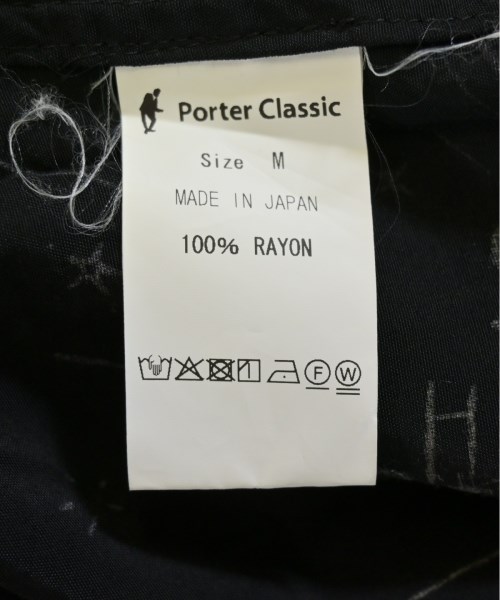 Porter Classic
Size M
MADE IN JAPAN
100% RAYON
F W
H